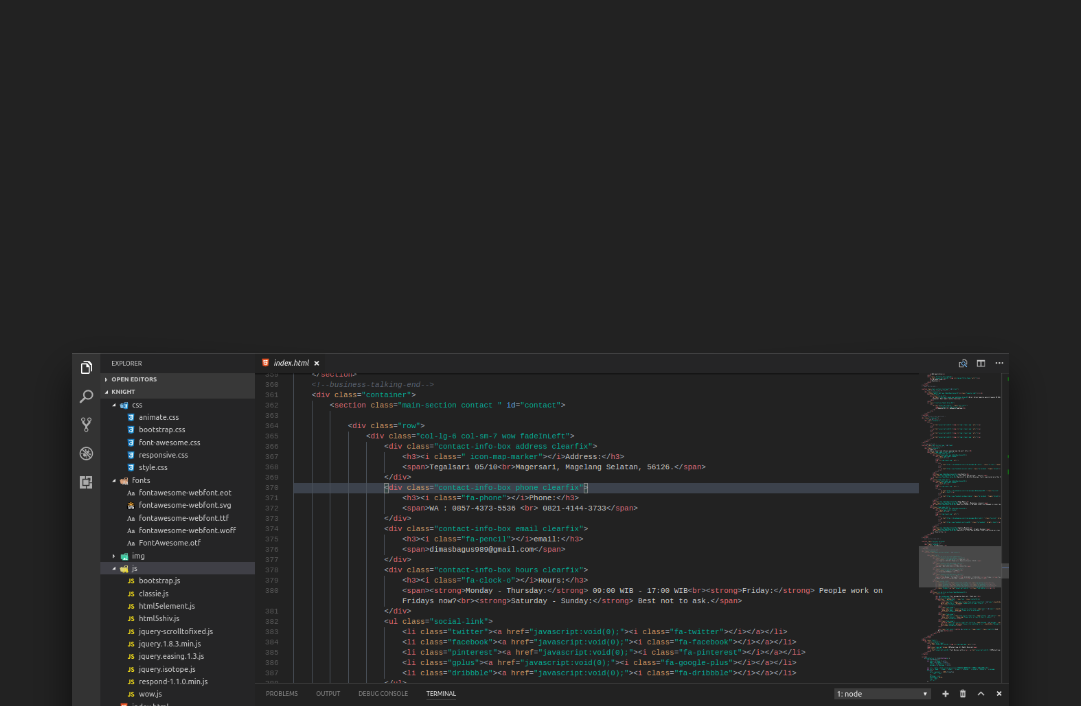 EXPLORER
OPEN EDITORS
KNIGHT
css
animate.css
bootstrap.css
font-awesome.css
responsive.css
style.css
fonts
fontawesome-webfont.eot
fontawesome-webfont.svg
fontawesome-webfont.ttf
fontawesome-webfont.woff
FontAwesome.otf
img
js
bootstrap.js
classie.js
html5element.js
html5shiv.js
jquery-scrolltofixed.js
jquery.1.8.3.min.js
jquery.easing.1.3.js
jquery.isotope.js
respond-1.1.0.min.js
wow.js
index.html
index.html
359 </section>
360 <!--business-talking-end-->
361 <div class="container">
362 <section class="main-section contact " id="contact">
363
364 <div class="row">
365 <div class="col-lg-6 col-sm-7 wow fadeInLeft">
366 <div class="contact-info-box address clearfix">
367 <h3><i class=" icon-map-marker"></i>Address:</h3>
368 <span>Tegalsari 05/10<br>Magersari, Magelang Selatan, 56126.</span>
369 </div>
370 <div class="contact-info-box phone clearfix">
371 <h3><i class="fa-phone"></i>Phone:</h3>
372 <span>WA : 0857-4373-5536 <br> 0821-4144-3733</span>
373 </div>
374 <div class="contact-info-box email clearfix">
375 <h3><i class="fa-pencil"></i>email:</h3>
376 <span>dimasbagus989@gmail.com</span>
377 </div>
378 <div class="contact-info-box hours clearfix">
379 <h3><i class="fa-clock-o"></i>Hours:</h3>
380 <span><strong>Monday - Thursday:</strong> 09:00 WIB - 17:00 WIB<br><strong>Friday:</strong> People work on
Fridays now?<br><strong>Saturday - Sunday:</strong> Best not to ask.</span>
381 </div>
382 <ul class="social-link">
383 <li class="twitter"><a href="javascript:void(0);"><i class="fa-twitter"></i></a></li>
384 <li class="facebook"><a href="javascript:void(0);"><i class="fa-facebook"></i></a></li>
385 <li class="pinterest"><a href="javascript:void(0);"><i class="fa-pinterest"></i></a></li>
386 <li class="gplus"><a href="javascript:void(0);"><i class="fa-google-plus"></i></a></li>
387 <li class="dribbble"><a href="javascript:void(0);"><i class="fa-dribbble"></i></a></li>
388 </ul>
PROBLEMS OUTPUT DEBUG CONSOLE TERMINAL 1: node